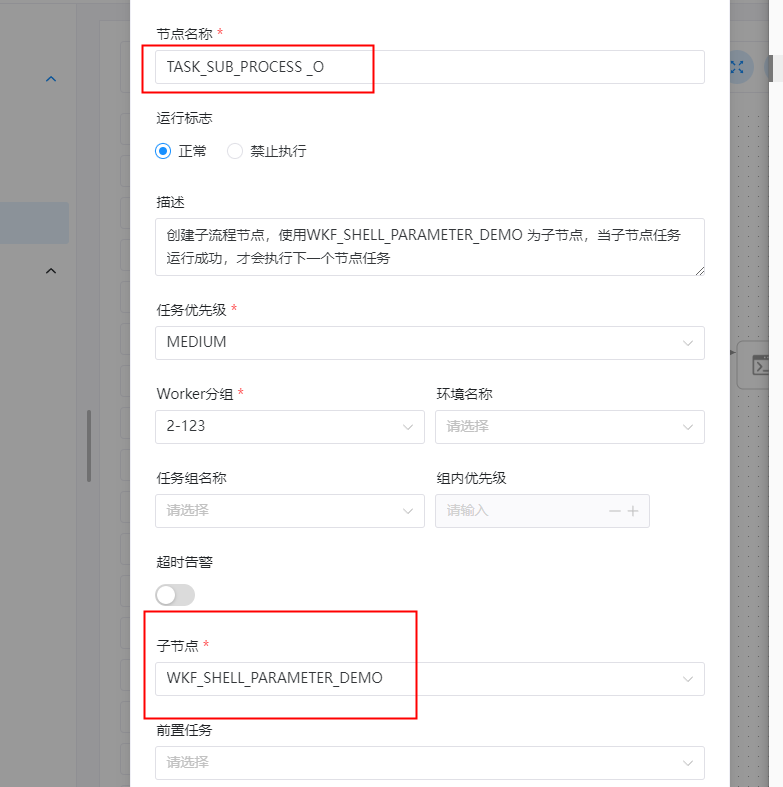 节点名称 *
TASK_SUB_PROCESS _O
运行标志
正常 禁止执行
描述
创建子流程节点，使用WKF_SHELL_PARAMETER_DEMO 为子节点，当子节点任务
运行成功，才会执行下一个节点任务
任务优先级 *
MEDIUM
Worker分组 * 环境名称
2-123 请选择
任务组名称 组内优先级
请选择 请输入
超时告警
子节点 *
WKF_SHELL_PARAMETER_DEMO
前置任务
请选择